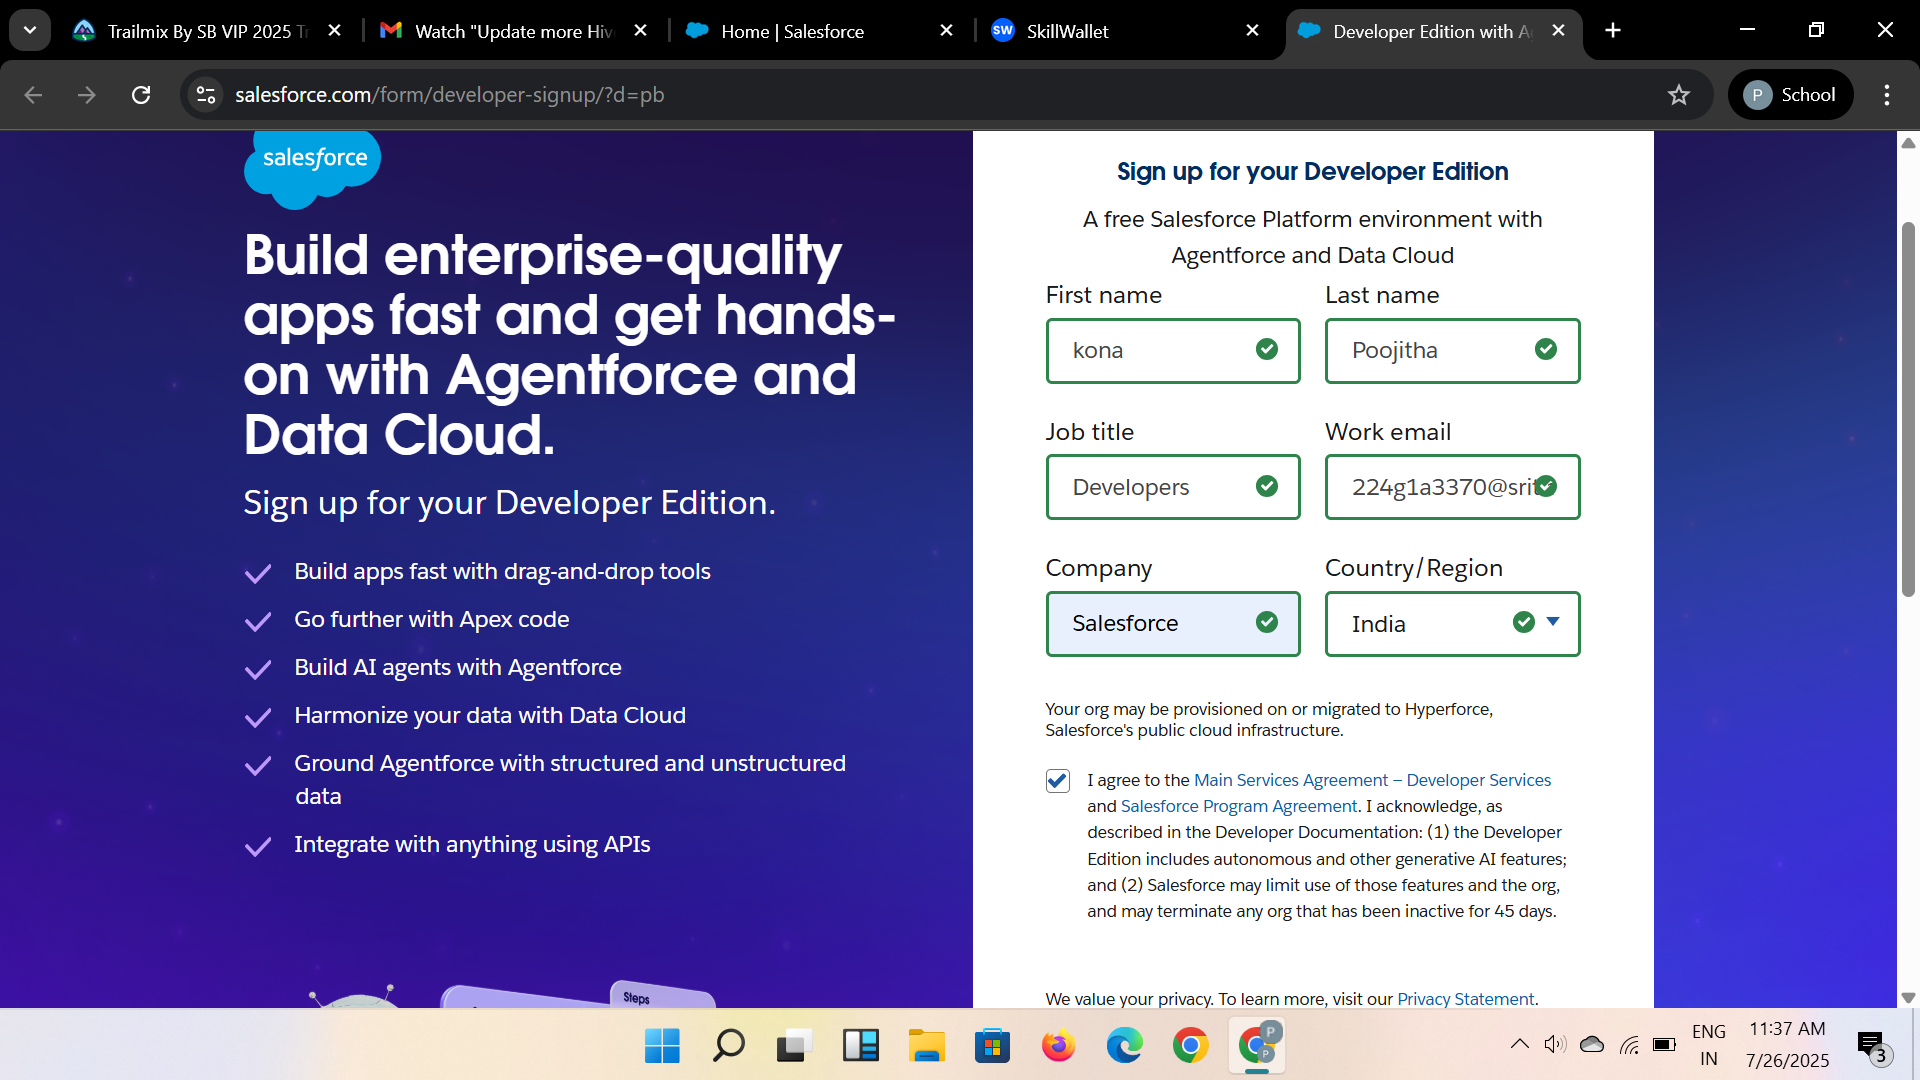 Trailmix By SB VIP 2025 Tr
Watch "Update more Hiv
Home | Salesforce
SW
SkillWallet
Developer Edition with A
salesforce.com/form/developer-signup/?d=pb
P
School
salesforce
Build enterprise-quality
apps fast and get hands-
on with Agentforce and
Data Cloud.
Sign up for your Developer Edition.
Build apps fast with drag-and-drop tools
Go further with Apex code
Build AI agents with Agentforce
Harmonize your data with Data Cloud
Ground Agentforce with structured and unstructured
data
Integrate with anything using APIs
Steps
Sign up for your Developer Edition
A free Salesforce Platform environment with
Agentforce and Data Cloud
First name
Last name
kona
Poojitha
Job title
Work email
Developers
224g1a3370@srit
Company
Country/Region
Salesforce
India
Your org may be provisioned on or migrated to Hyperforce,
Salesforce's public cloud infrastructure.
I agree to the Main Services Agreement – Developer Services
and Salesforce Program Agreement. I acknowledge, as
described in the Developer Documentation: (1) the Developer
Edition includes autonomous and other generative AI features;
and (2) Salesforce may limit use of those features and the org,
and may terminate any org that has been inactive for 45 days.
We value your privacy. To learn more, visit our Privacy Statement.
P
P
ENG
IN
11:37 AM
7/26/2025
3